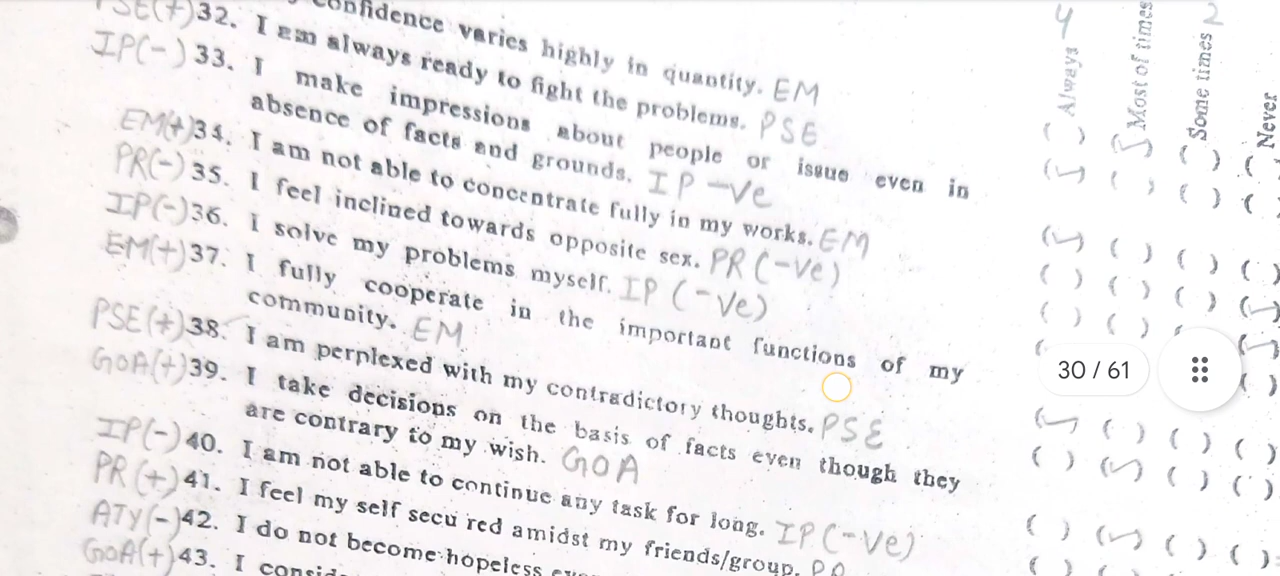 confidence varies highly in quantity. EM
PSE(+) 32. I am always ready to fight the problems. PSE
IP(-) 33. I make impressions about people or issue even in
absence of facts and grounds. IP -ve
EM(+) 34. I am not able to concentrate fully in my works. EM
PR(-) 35. I feel inclined towards opposite sex. PR (-ve)
IP(-) 36. I solve my problems myself. IP (-ve)
EM(+) 37. I fully cooperate in the important functions of my
community. EM
PSE(+) 38. I am perplexed with my contradictory thoughts. PSE
GOA(+) 39. I take decisions on the basis of facts even though they
are contrary to my wish. GOA
IP(-) 40. I am not able to continue any task for long. IP (-ve)
PR(+) 41. I feel my self secu red amidst my friends/group.
ATy(-) 42. I do not become hopeless
GOA(+) 43. I
4 Always
Most of times
2 Some times
Never
30 / 61